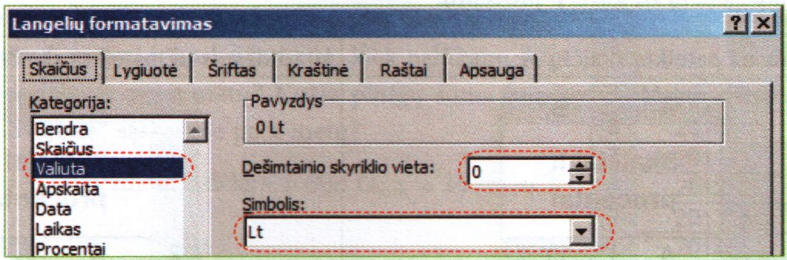 Langelių formatavimas
Skaičius Lygiuotė Šriftas Kraštinė Raštai Apsauga
Kategorija:
Bendra
Skaičius
Valiuta
Apskaita
Data
Laikas
Procentai
Pavyzdys
0 Lt
Dešimtainio skyriklio vieta: 0
Simbolis:
Lt